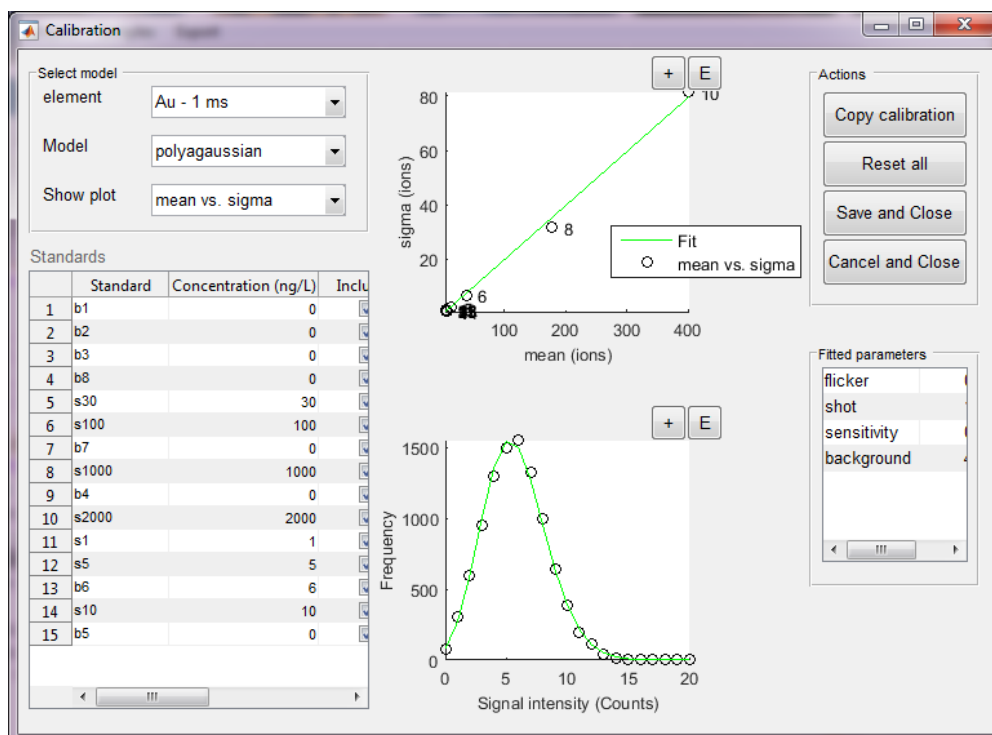 Calibration
Select model
element
Au - 1 ms
Model
polyagaussian
Show plot
mean vs. sigma
Standards
Standard Concentration (ng/L) Inclu
1 b1 0
2 b2 0
3 b3 0
4 b8 0
5 s30 30
6 s100 100
7 b7 0
8 s1000 1000
9 b4 0
10 s2000 2000
11 s1 1
12 s5 5
13 b6 6
14 s10 10
15 b5 0
+ E
80
60
40
20
sigma (ions)
10
8
6
Fit
mean vs. sigma
100 200 300 400
mean (ions)
+ E
1500
1000
500
0
Frequency
0 5 10 15 20
Signal intensity (Counts)
Actions
Copy calibration
Reset all
Save and Close
Cancel and Close
Fitted parameters
flicker
shot
sensitivity
background